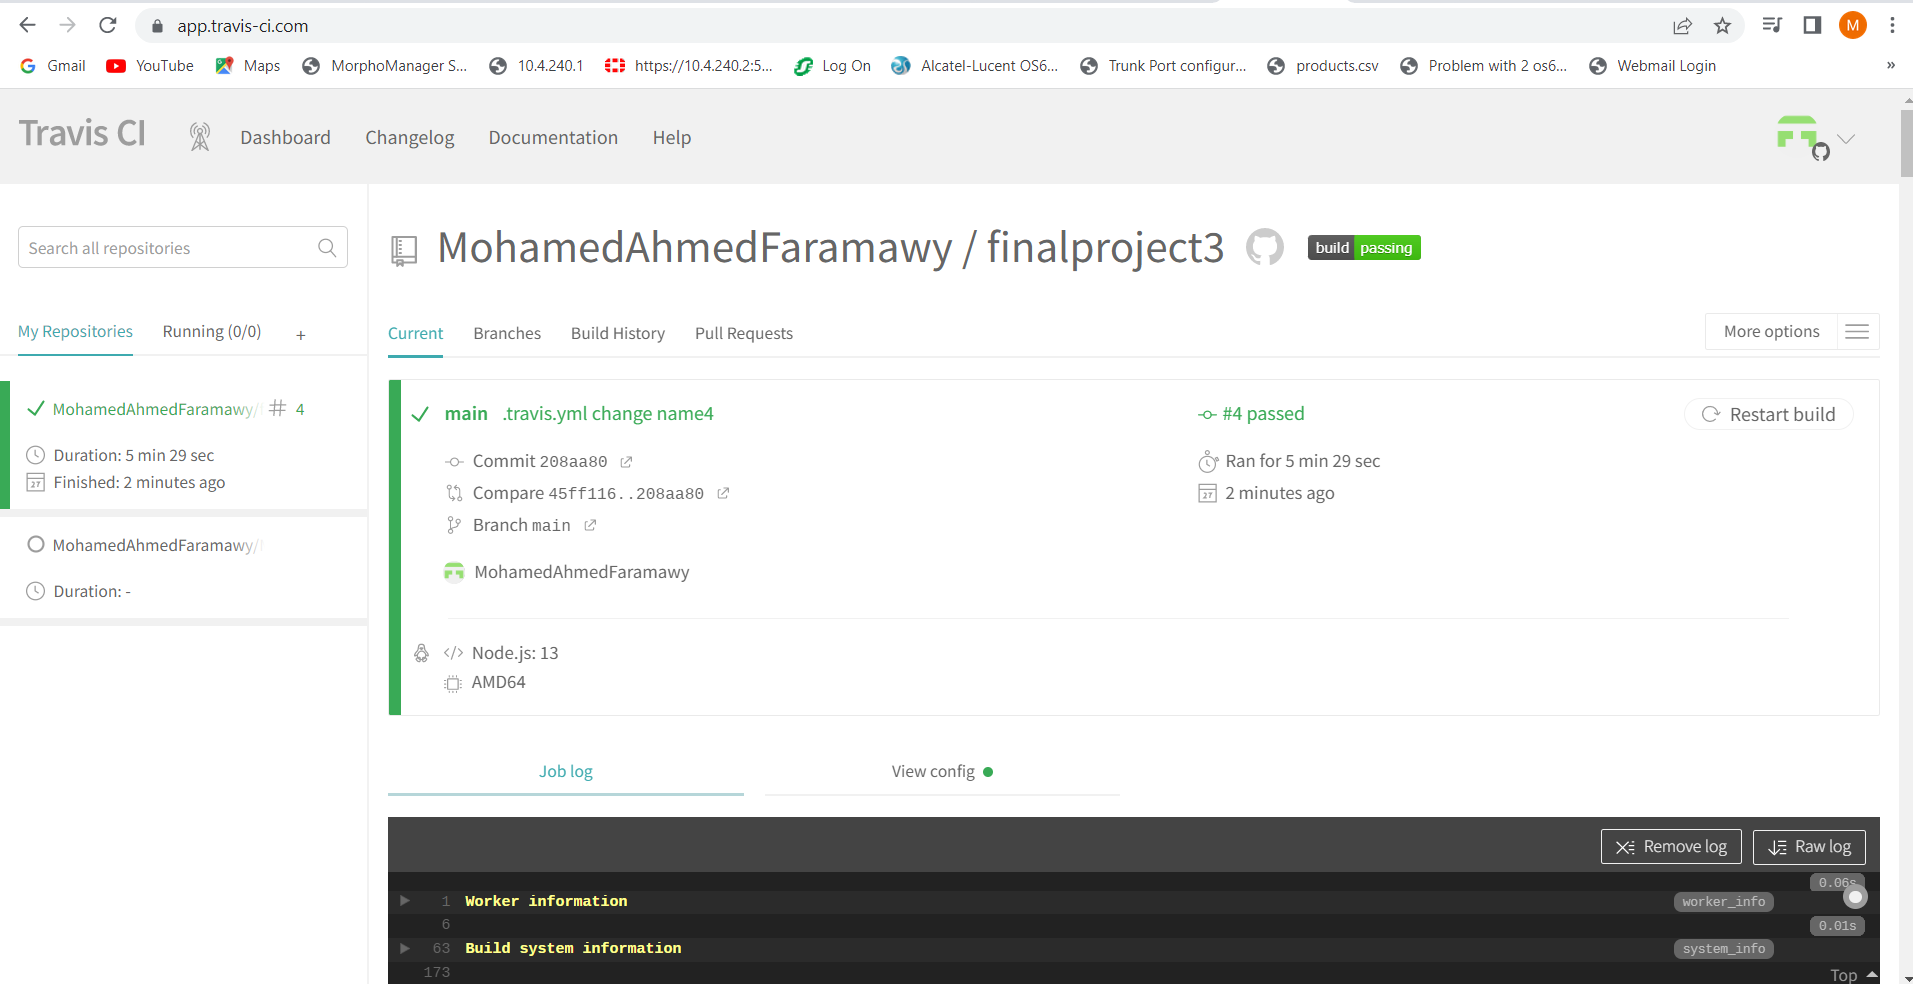 app.travis-ci.com
M
Gmail YouTube Maps MorphoManager S... 10.4.240.1 https://10.4.240.2:5... Log On Alcatel-Lucent OS6... Trunk Port configur... products.csv Problem with 2 os6... Webmail Login »
Travis CI Dashboard Changelog Documentation Help
Search all repositories
MohamedAhmedFaramawy / finalproject3 build passing
My Repositories Running (0/0) +
Current Branches Build History Pull Requests More options
MohamedAhmedFaramawy/ # 4
Duration: 5 min 29 sec
27 Finished: 2 minutes ago
MohamedAhmedFaramawy/
Duration: -
main .travis.yml change name4
Commit 208aa80
Compare 45ff116..208aa80
Branch main
MohamedAhmedFaramawy
#4 passed
Ran for 5 min 29 sec
27 2 minutes ago
Restart build
</> Node.js: 13
AMD64
Job log View config
Remove log Raw log
0.06s
1 Worker information worker_info
6 0.01s
63 Build system information system_info
173 Top